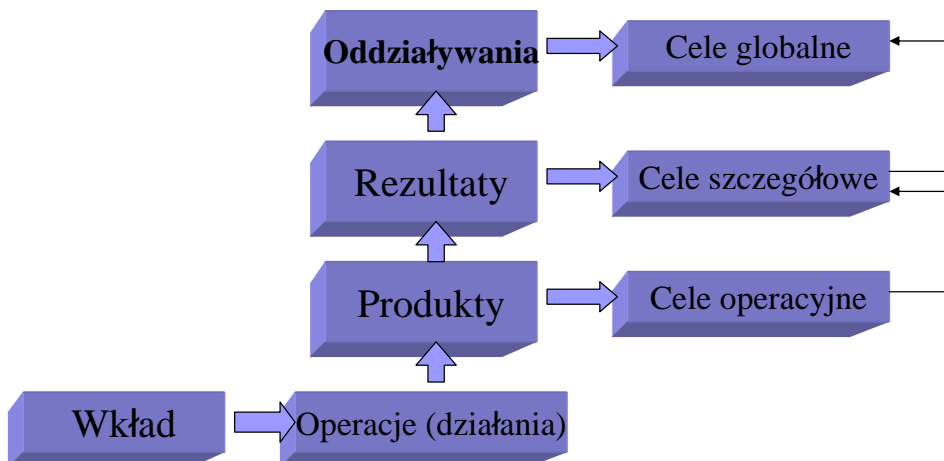 Oddziaływania
Cele globalne
Rezultaty
Cele szczegółowe
Produkty
Cele operacyjne
Wkład
Operacje (działania)